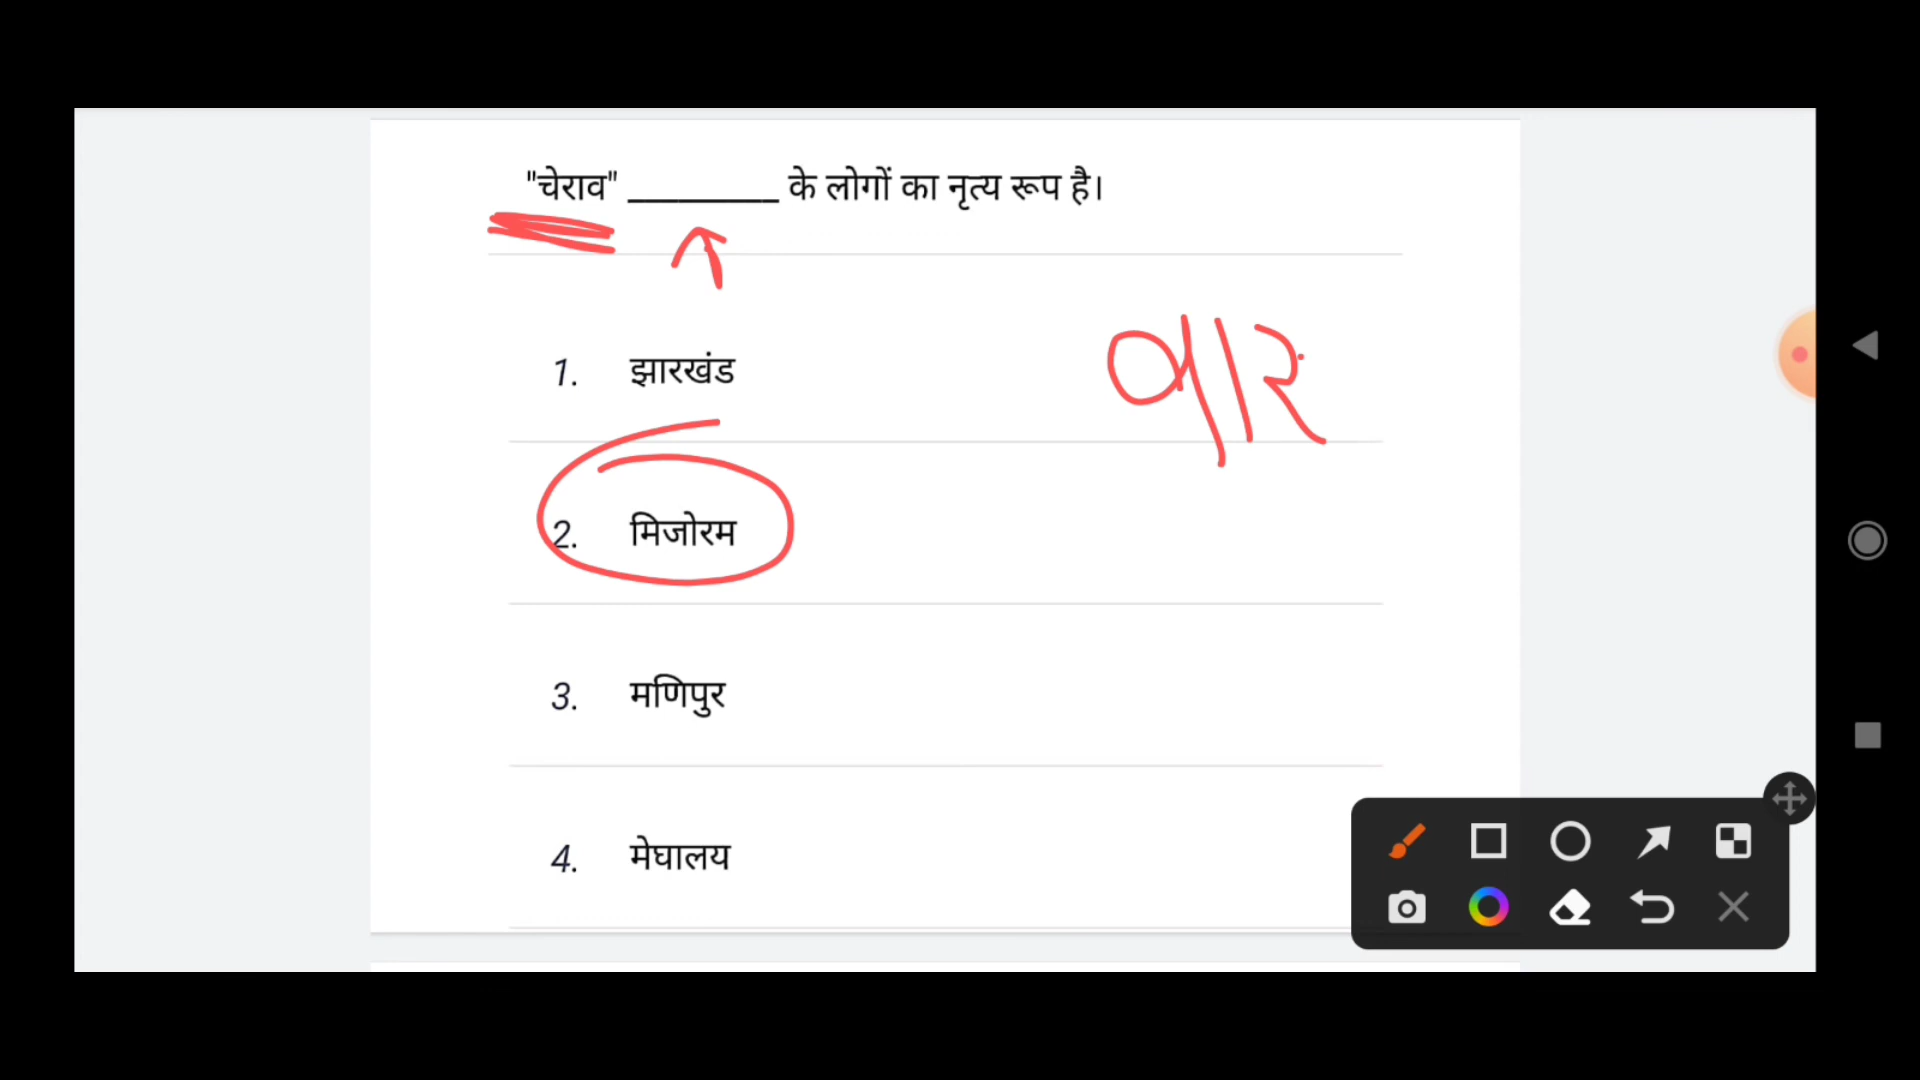 "चेराव" ________ के लोगों का नृत्य रूप है।
1. झारखंड
2. मिजोरम
3. मणिपुर
4. मेघालय